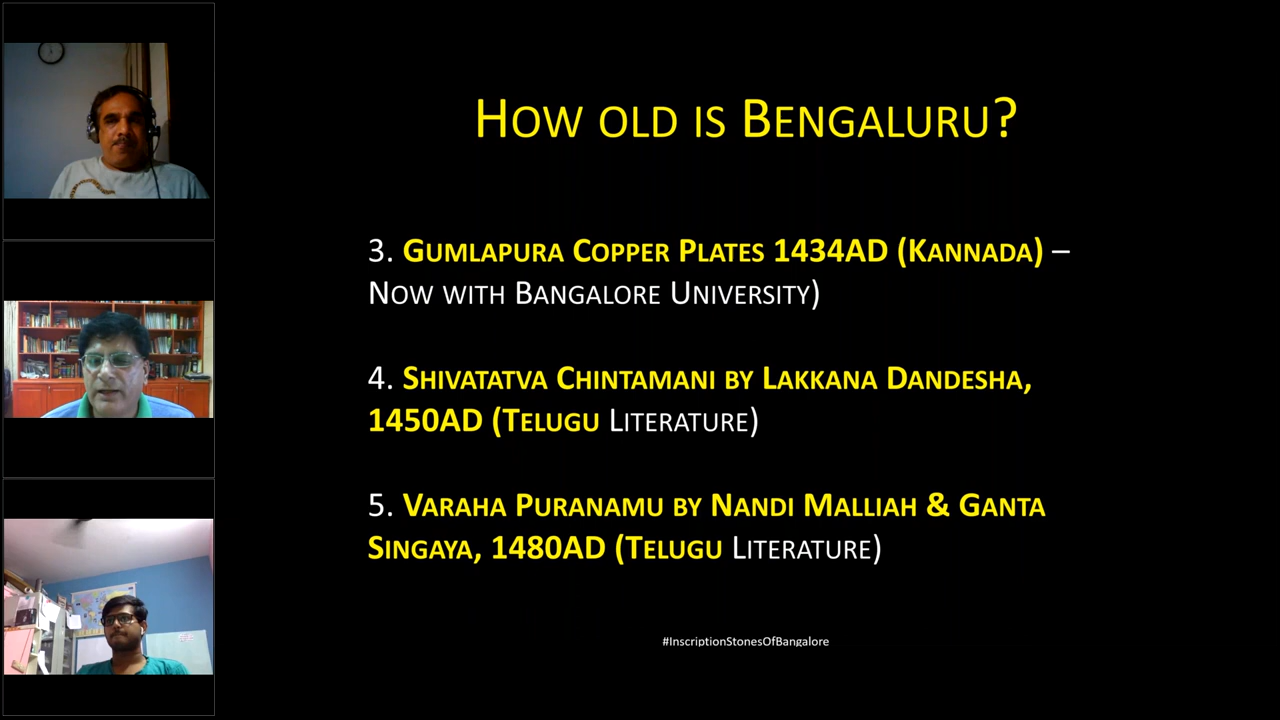 How old is Bengaluru?
3. Gumlapura Copper Plates 1434AD (Kannada) –
Now with Bangalore University)
4. Shivatatva Chintamani by Lakkana Dandesha,
1450AD (Telugu Literature)
5. Varaha Puranamu by Nandi Malliah & Ganta
Singaya, 1480AD (Telugu Literature)
#InscriptionStonesOfBangalore